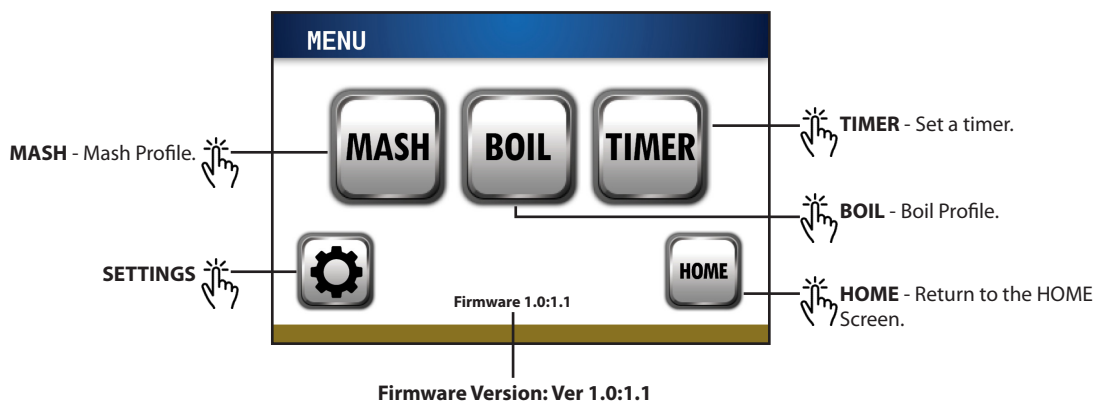 MENU
MASH
BOIL
TIMER
TIMER - Set a timer.
MASH - Mash Profile.
BOIL - Boil Profile.
SETTINGS
HOME
Firmware 1.0:1.1
HOME - Return to the HOME
Screen.
Firmware Version: Ver 1.0:1.1